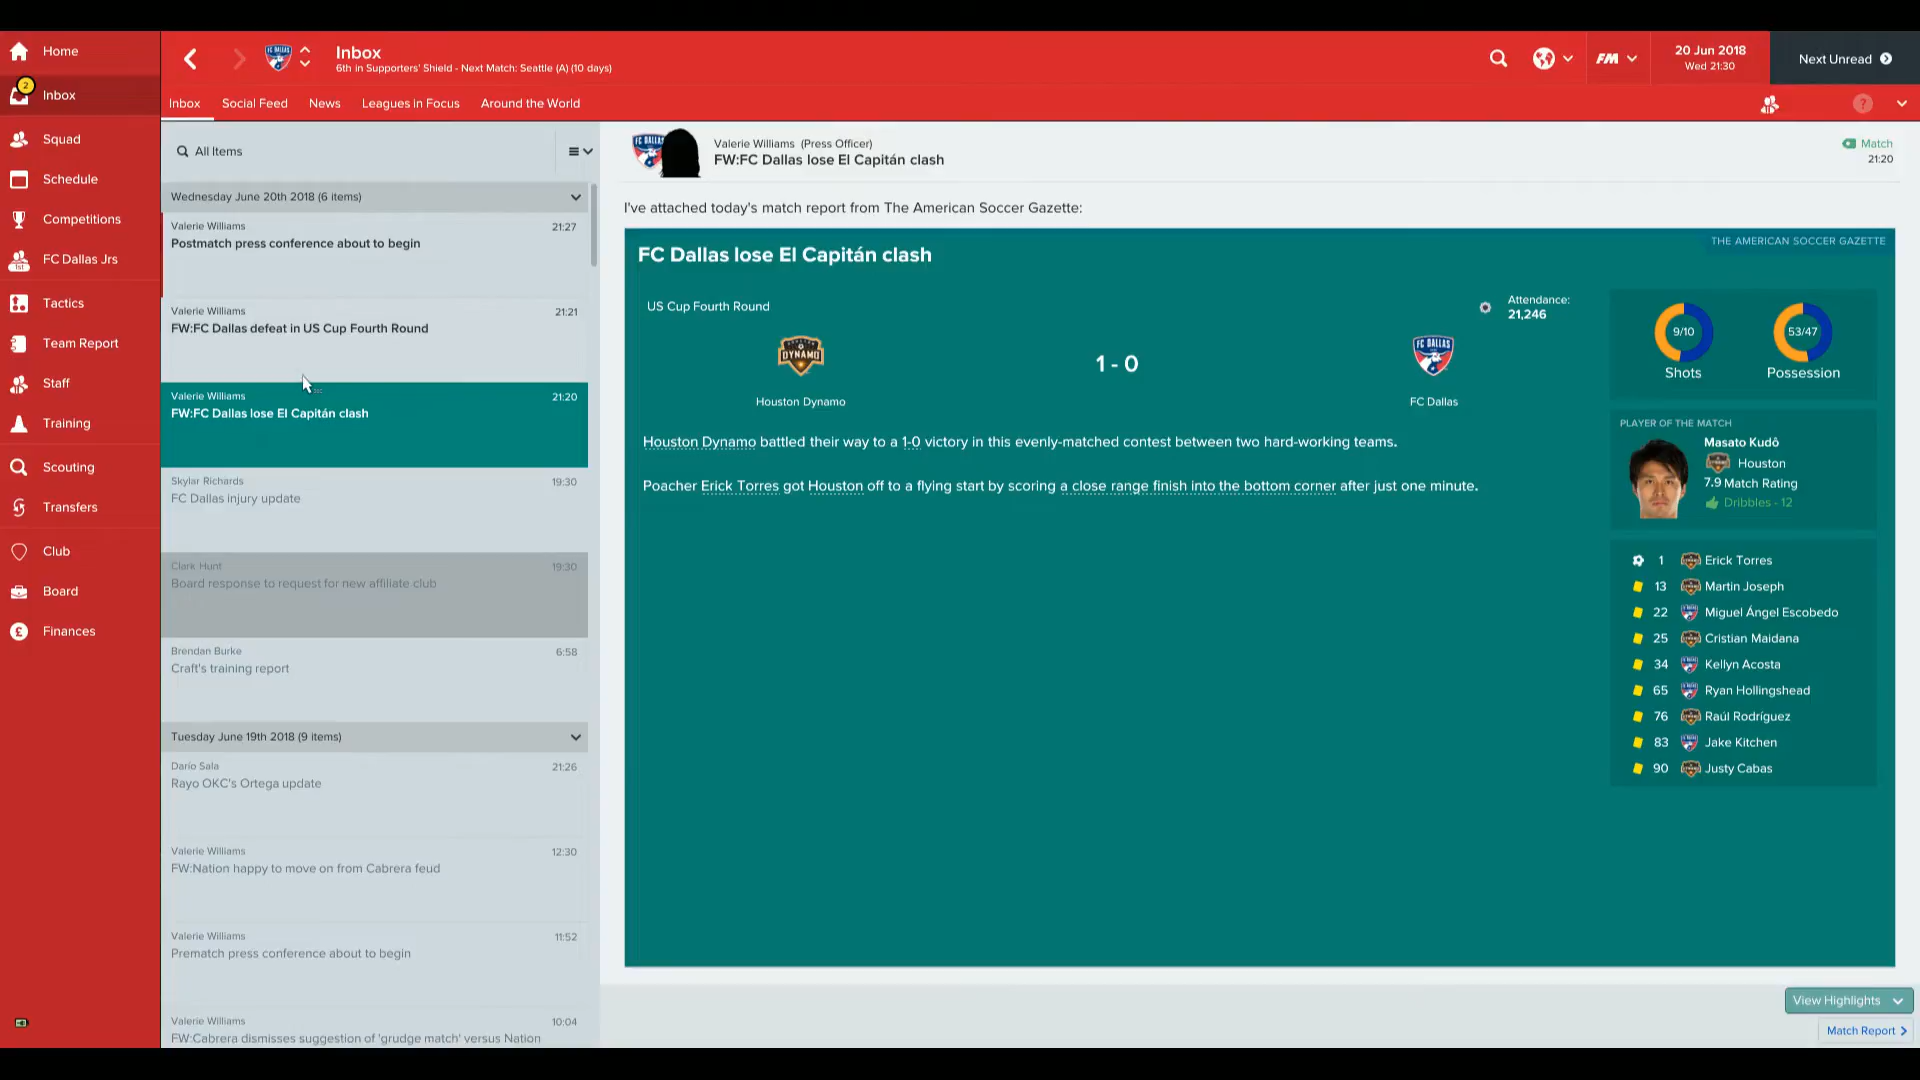 Home
2
Inbox
Squad
Schedule
Competitions
1st
FC Dallas Jrs
Tactics
Team Report
Staff
Training
Scouting
Transfers
Club
Board
£
Finances
FC DALLAS
Inbox
6th in Supporters' Shield - Next Match: Seattle (A) (10 days)
FM
20 Jun 2018
Wed 21:30
Next Unread
Inbox
Social Feed
News
Leagues in Focus
Around the World
?
All Items
Wednesday June 20th 2018 (6 items)
Valerie Williams 21:27
Postmatch press conference about to begin
Valerie Williams 21:21
FW:FC Dallas defeat in US Cup Fourth Round
Valerie Williams 21:20
FW:FC Dallas lose El Capitán clash
Skylar Richards 19:30
FC Dallas injury update
Clark Hunt 19:30
Board response to request for new affiliate club
Brendan Burke 6:58
Craft's training report
Tuesday June 19th 2018 (9 items)
Darío Sala 21:26
Rayo OKC's Ortega update
Valerie Williams 12:30
FW:Nation happy to move on from Cabrera feud
Valerie Williams 11:52
Prematch press conference about to begin
Valerie Williams 10:04
FW:Cabrera dismisses suggestion of 'grudge match' versus Nation
FC DALLAS
Valerie Williams (Press Officer)
FW:FC Dallas lose El Capitán clash
Match
21:20
I've attached today's match report from The American Soccer Gazette:
THE AMERICAN SOCCER GAZETTE
FC Dallas lose El Capitán clash
US Cup Fourth Round
Attendance:
21,246
DYNAMO
1 - 0
FC DALLAS
Houston Dynamo
FC Dallas
Houston Dynamo battled their way to a 1-0 victory in this evenly-matched contest between two hard-working teams.
Poacher Erick Torres got Houston off to a flying start by scoring a close range finish into the bottom corner after just one minute.
9/10
Shots
53/47
Possession
PLAYER OF THE MATCH
Masato Kudō
Houston
7.9 Match Rating
Dribbles - 12
1 Erick Torres
13 Martin Joseph
22 Miguel Ángel Escobedo
25 Cristian Maidana
34 Kellyn Acosta
65 Ryan Hollingshead
76 Raúl Rodríguez
83 Jake Kitchen
90 Justy Cabas
View Highlights
Match Report